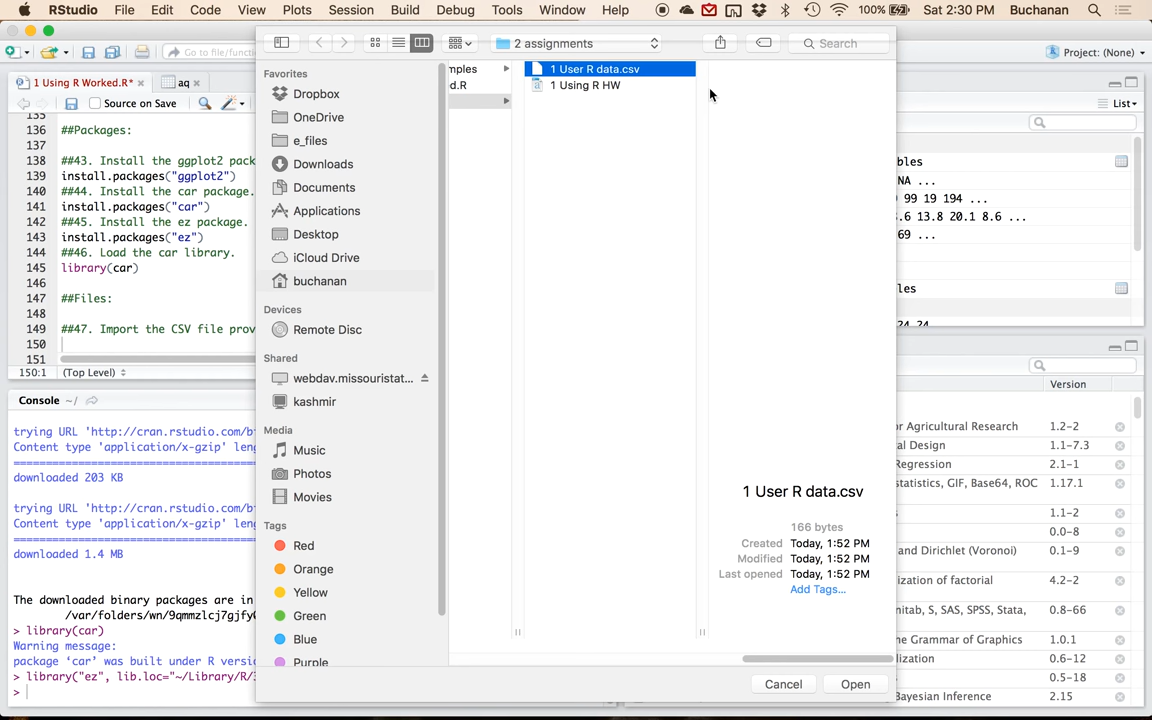 RStudio File Edit Code View Plots Session Build Debug Tools Window Help 100% Sat 2:30 PM Buchanan
Go to file/function
Project: (None)
2 assignments
Search
1 Using R Worked.R*
aq
Source on Save
135
136 ##Packages:
137
138 ##43. Install the ggplot2 pack
139 install.packages("ggplot2")
140 ##44. Install the car package.
141 install.packages("car")
142 ##45. Install the ez package.
143 install.packages("ez")
144 ##46. Load the car library.
145 library(car)
146
147 ##Files:
148
149 ##47. Import the CSV file prov
150
151
150:1 (Top Level)
Console ~/
trying URL 'http://cran.rstudio.com/b
Content type 'application/x-gzip' leng
downloaded 203 KB
trying URL 'http://cran.rstudio.com/b
Content type 'application/x-gzip' leng
downloaded 1.4 MB
The downloaded binary packages are in
/var/folders/wn/9qmmzlcj7gjfy
> library(car)
Warning message:
package ‘car’ was built under R versi
> library("ez", lib.loc="~/Library/R/
>
Favorites
Dropbox
OneDrive
e_files
Downloads
Documents
Applications
Desktop
iCloud Drive
buchanan
Devices
Remote Disc
Shared
webdav.missouristat...
kashmir
Media
Music
Photos
Movies
Tags
Red
Orange
Yellow
Green
Blue
Purple
mples
d.R
1 User R data.csv
1 Using R HW
1 User R data.csv
166 bytes
Created Today, 1:52 PM
Modified Today, 1:52 PM
Last opened Today, 1:52 PM
Add Tags...
Cancel Open
List
bles
NA ...
99 19 194 ...
.6 13.8 20.1 8.6 ...
69 ...
les
24 24
Version
or Agricultural Research 1.2-2
al Design 1.1-7.3
Regression 2.1-1
statistics, GIF, Base64, ROC 1.17.1
1.1-2
0.0-8
and Dirichlet (Voronoi) 0.1-9
ization of factorial 4.2-2
nitab, S, SAS, SPSS, Stata, 0.8-66
he Grammar of Graphics 1.0.1
lization 0.6-12
0.5-18
Bayesian Inference 2.15